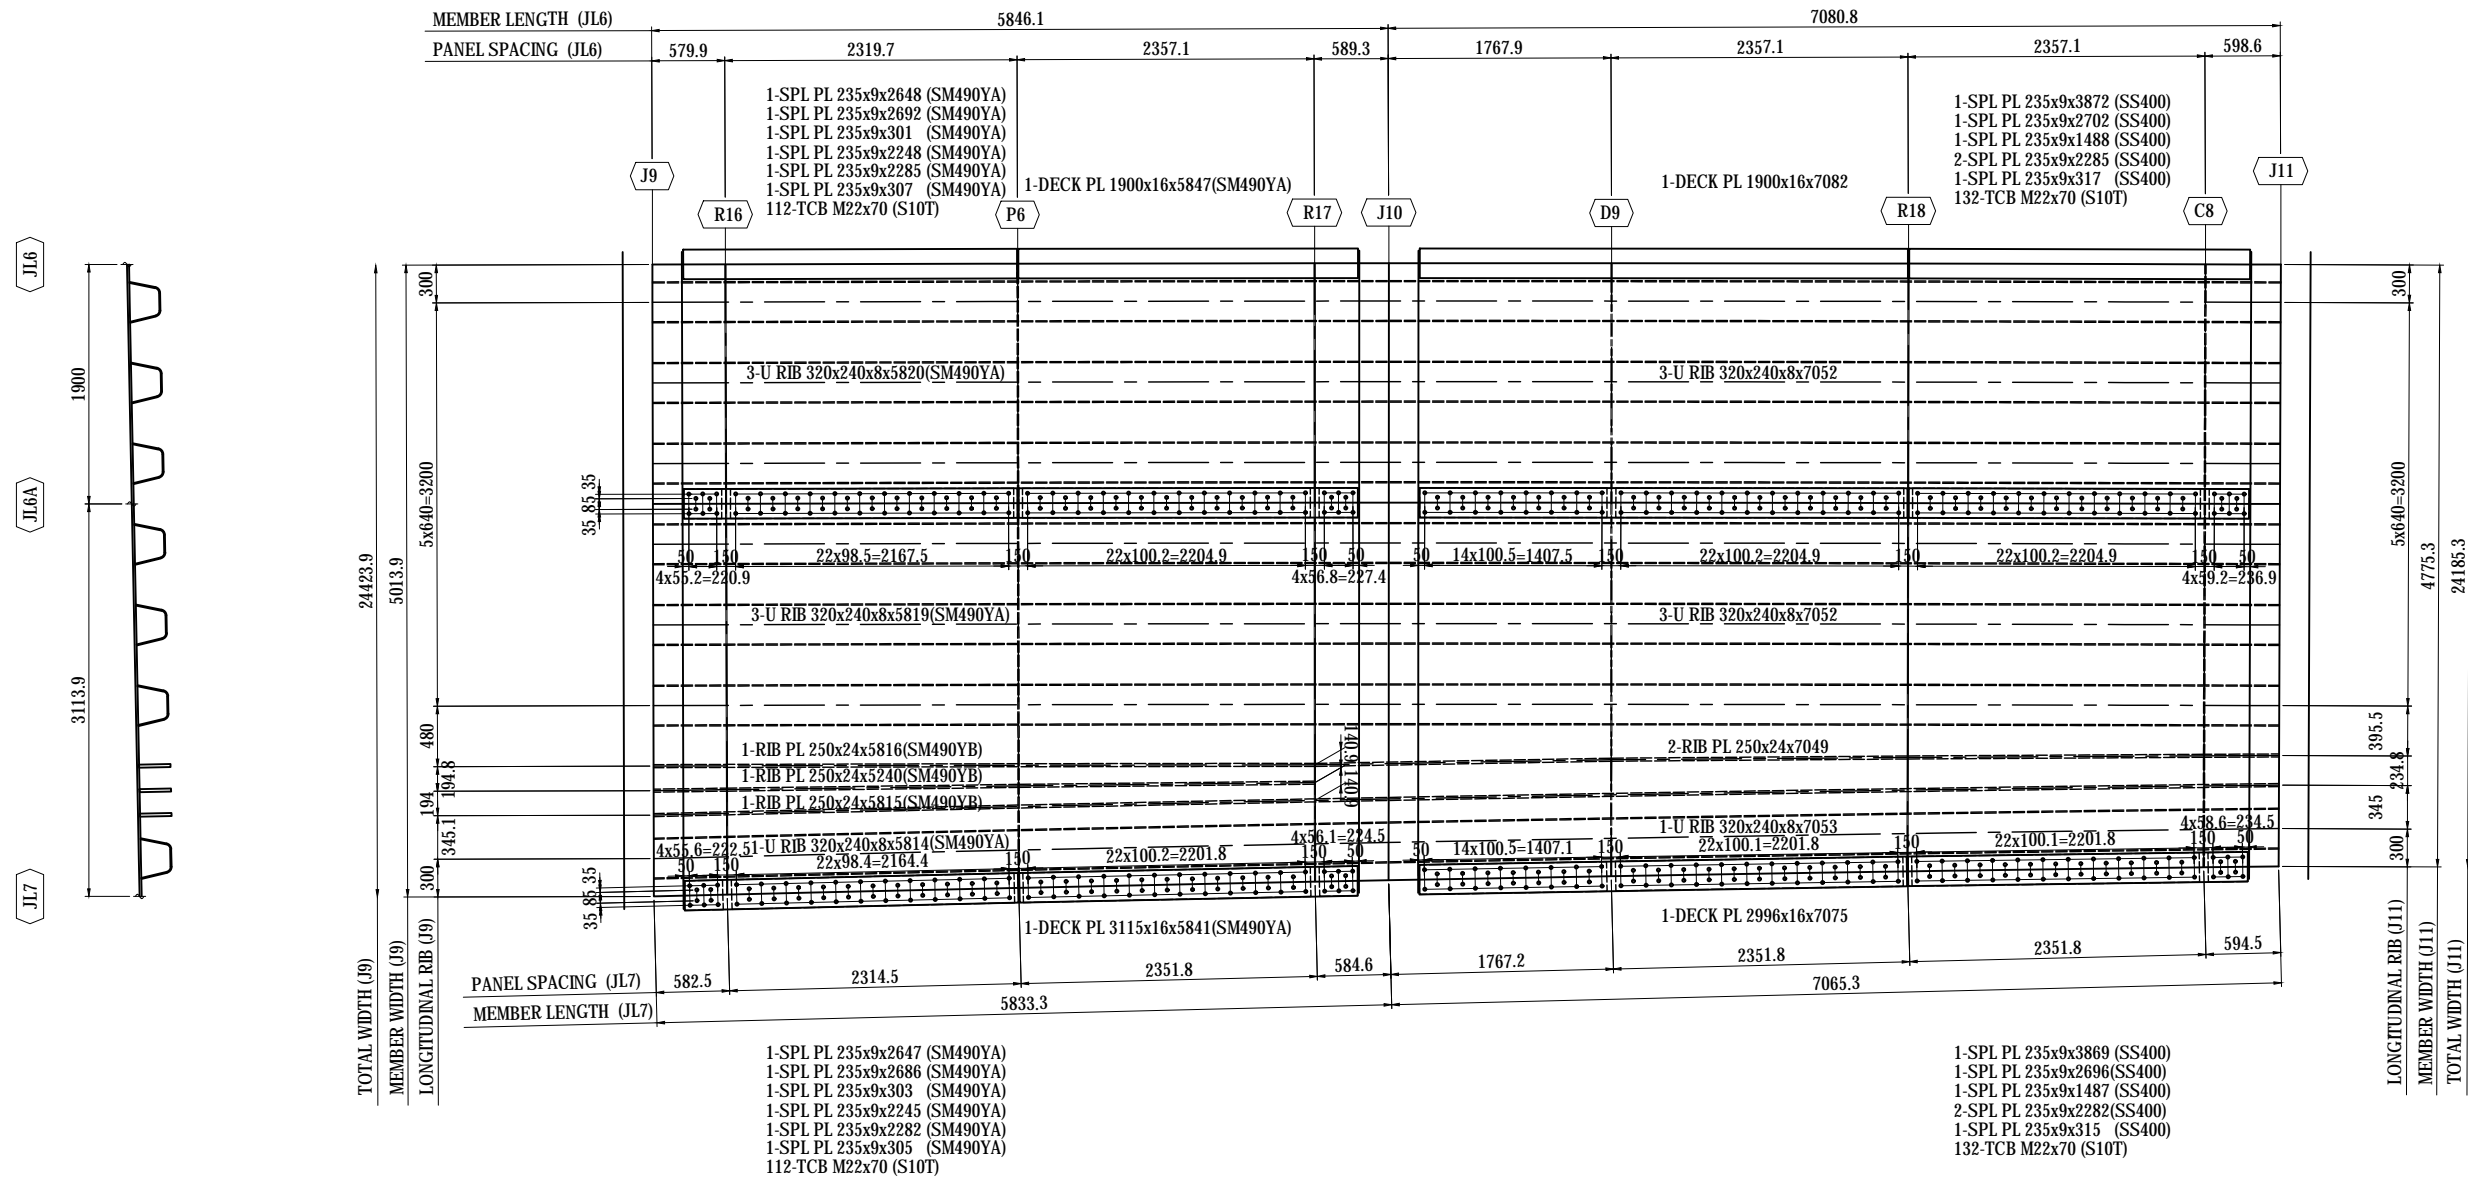 MEMBER LENGTH (JL6) 5846.1 7080.8
PANEL SPACING (JL6) 579.9 2319.7 2357.1 589.3 1767.9 2357.1 2357.1 598.6
1-SPL PL 235x9x2648 (SM490YA)
1-SPL PL 235x9x2692 (SM490YA)
1-SPL PL 235x9x301 (SM490YA)
1-SPL PL 235x9x2248 (SM490YA)
1-SPL PL 235x9x2285 (SM490YA)
1-SPL PL 235x9x307 (SM490YA)
112-TCB M22x70 (S10T)
1-DECK PL 1900x16x5847(SM490YA)
1-DECK PL 1900x16x7082
1-SPL PL 235x9x3872 (SS400)
1-SPL PL 235x9x2702 (SS400)
1-SPL PL 235x9x1488 (SS400)
2-SPL PL 235x9x2285 (SS400)
1-SPL PL 235x9x317 (SS400)
132-TCB M22x70 (S10T)
J9 R16 P6 R17 J10 D9 R18 C8 J11
JL6
JL6A
JL7
1900
3113.9
24423.9
5013.9
300
5x640=3200
480
194.8
194
345.1
300
TOTAL WIDTH (J9)
MEMBER WIDTH (J9)
LONGITUDINAL RIB (J9)
3-U RIB 320x240x8x5820(SM490YA)
3-U RIB 320x240x8x7052
35 85 35
50 150 22x98.5=2167.5 150 22x100.2=2204.9 150 50 50 14x100.5=1407.5 150 22x100.2=2204.9 150 22x100.2=2204.9 150 50
4x55.2=220.9 4x56.8=227.4 4x59.2=236.9
3-U RIB 320x240x8x5819(SM490YA)
3-U RIB 320x240x8x7052
1-RIB PL 250x24x5816(SM490YB)
1-RIB PL 250x24x5240(SM490YB)
1-RIB PL 250x24x5815(SM490YB)
140.9 140.9
2-RIB PL 250x24x7049
1-U RIB 320x240x8x5814(SM490YA)
1-U RIB 320x240x8x7053
4x55.6=222.5 4x56.1=224.5 4x58.6=234.5
50 150 22x98.4=2164.4 150 22x100.2=2201.8 150 50 50 14x100.5=1407.1 150 22x100.1=2201.8 150 22x100.1=2201.8 150 50
35 85 35
1-DECK PL 3115x16x5841(SM490YA)
1-DECK PL 2996x16x7075
300
5x640=3200
395.5
234.8
345
300
4775.3
24185.3
LONGITUDINAL RIB (J11)
MEMBER WIDTH (J11)
TOTAL WIDTH (J11)
PANEL SPACING (JL7) 582.5 2314.5 2351.8 584.6 1767.2 2351.8 2351.8 594.5
MEMBER LENGTH (JL7) 5833.3 7065.3
1-SPL PL 235x9x2647 (SM490YA)
1-SPL PL 235x9x2686 (SM490YA)
1-SPL PL 235x9x303 (SM490YA)
1-SPL PL 235x9x2245 (SM490YA)
1-SPL PL 235x9x2282 (SM490YA)
1-SPL PL 235x9x305 (SM490YA)
112-TCB M22x70 (S10T)
1-SPL PL 235x9x3869 (SS400)
1-SPL PL 235x9x2696(SS400)
1-SPL PL 235x9x1487 (SS400)
2-SPL PL 235x9x2282(SS400)
1-SPL PL 235x9x315 (SS400)
132-TCB M22x70 (S10T)